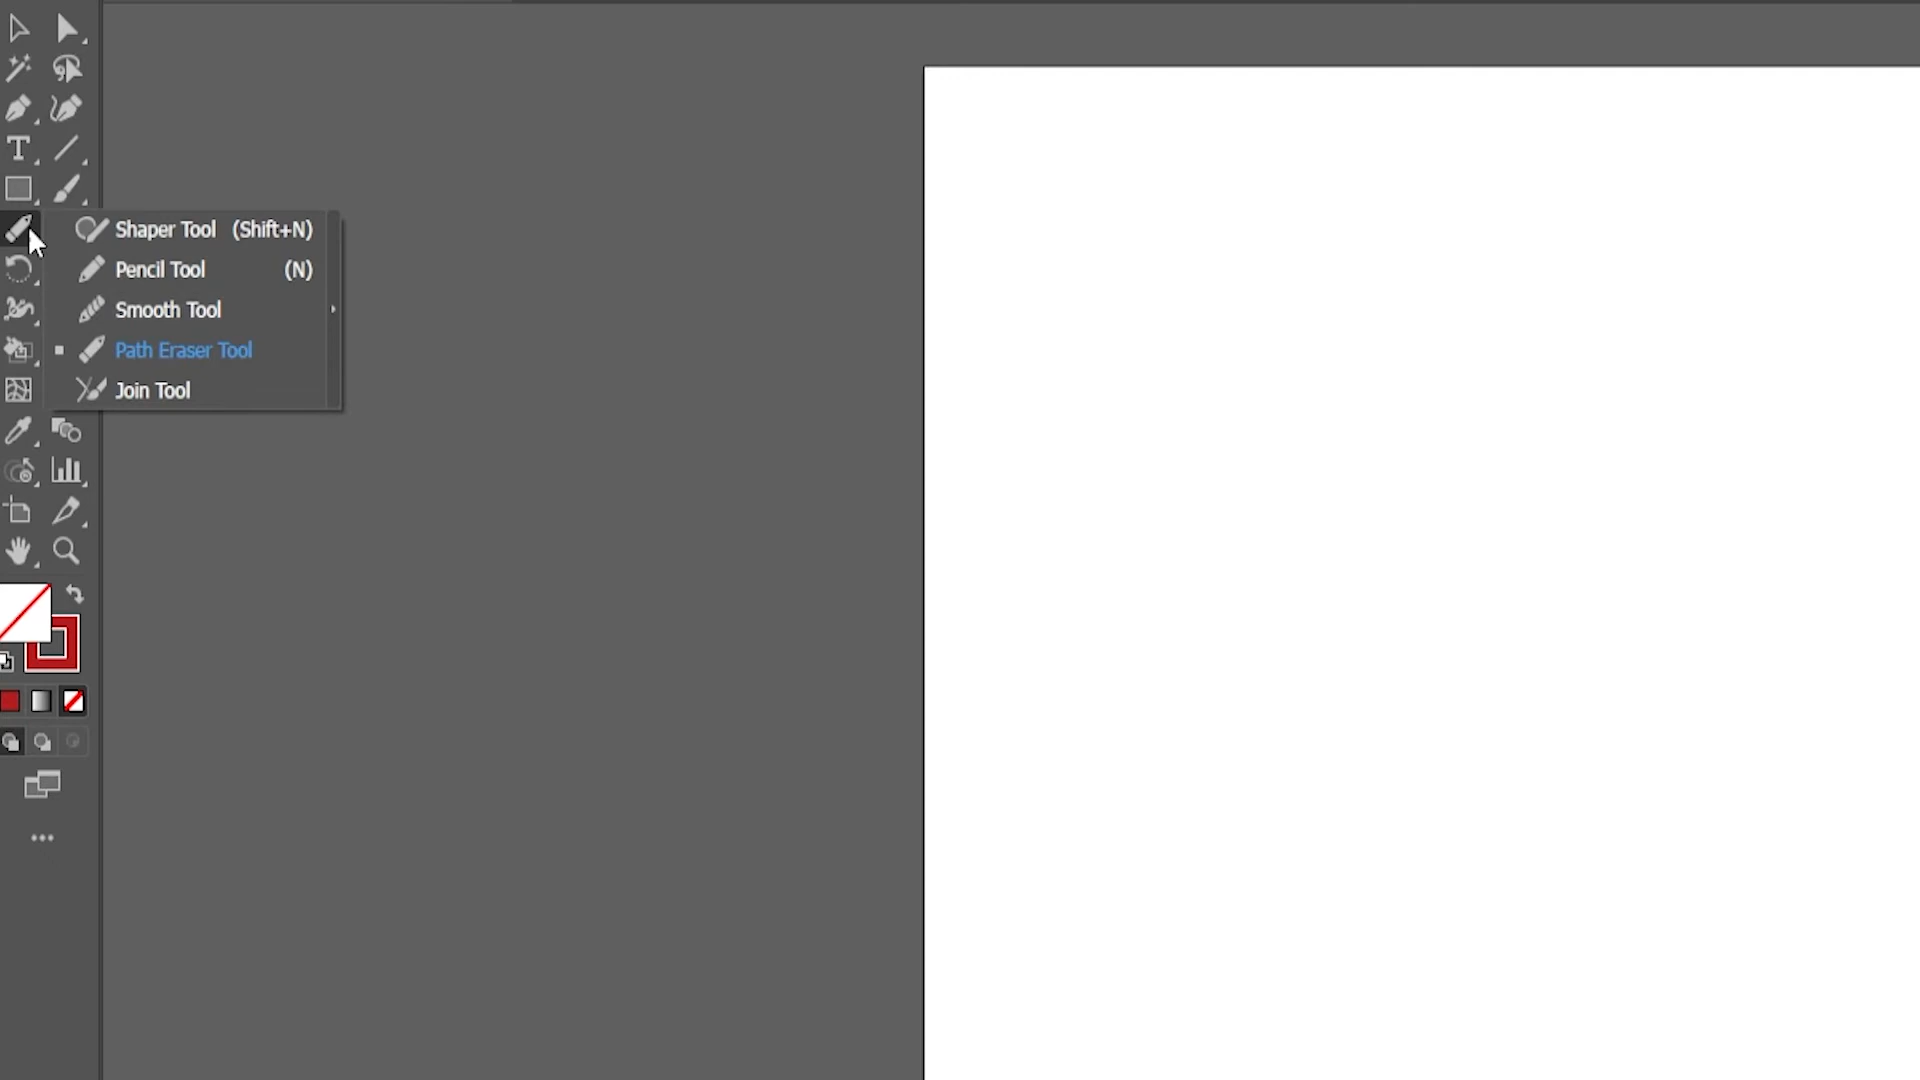 Shaper Tool (Shift+N)
Pencil Tool (N)
Smooth Tool
Path Eraser Tool
Join Tool